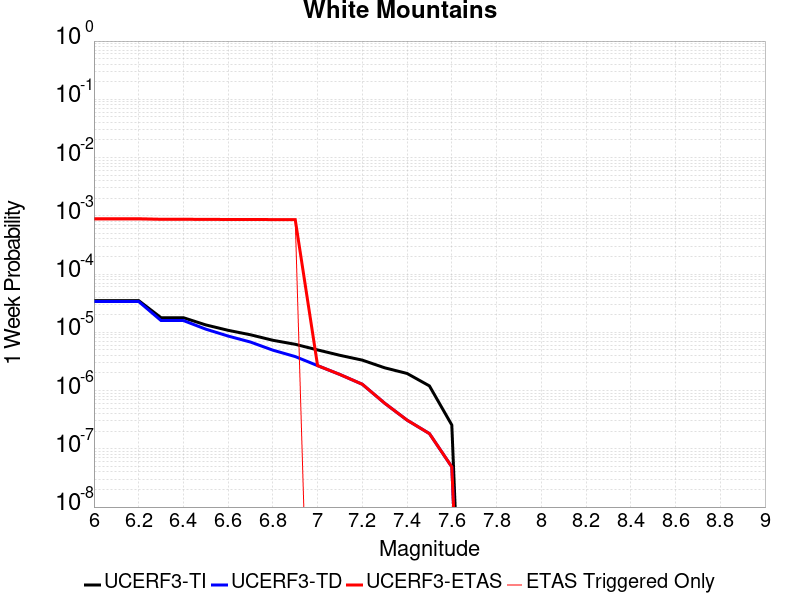 White Mountains
10 0
10 -1
10 -2
10 -3
10 -4
10 -5
10 -6
10 -7
10 -8
1 Week Probability
6 6.2 6.4 6.6 6.8 7 7.2 7.4 7.6 7.8 8 8.2 8.4 8.6 8.8 9
Magnitude
UCERF3-TI UCERF3-TD UCERF3-ETAS ETAS Triggered Only